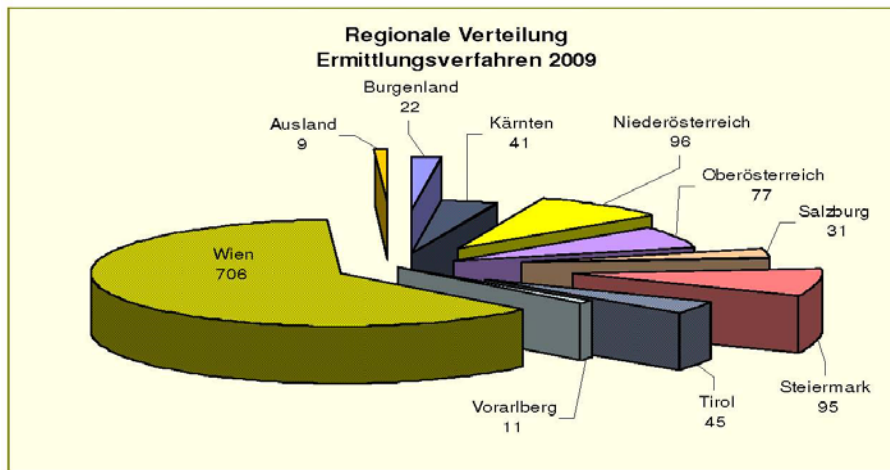 Regionale Verteilung
Ermittlungsverfahren 2009
Burgenland
22
Ausland
9
Kärnten
41
Niederösterreich
96
Oberösterreich
77
Salzburg
31
Wien
706
Steiermark
95
Tirol
45
Vorarlberg
11